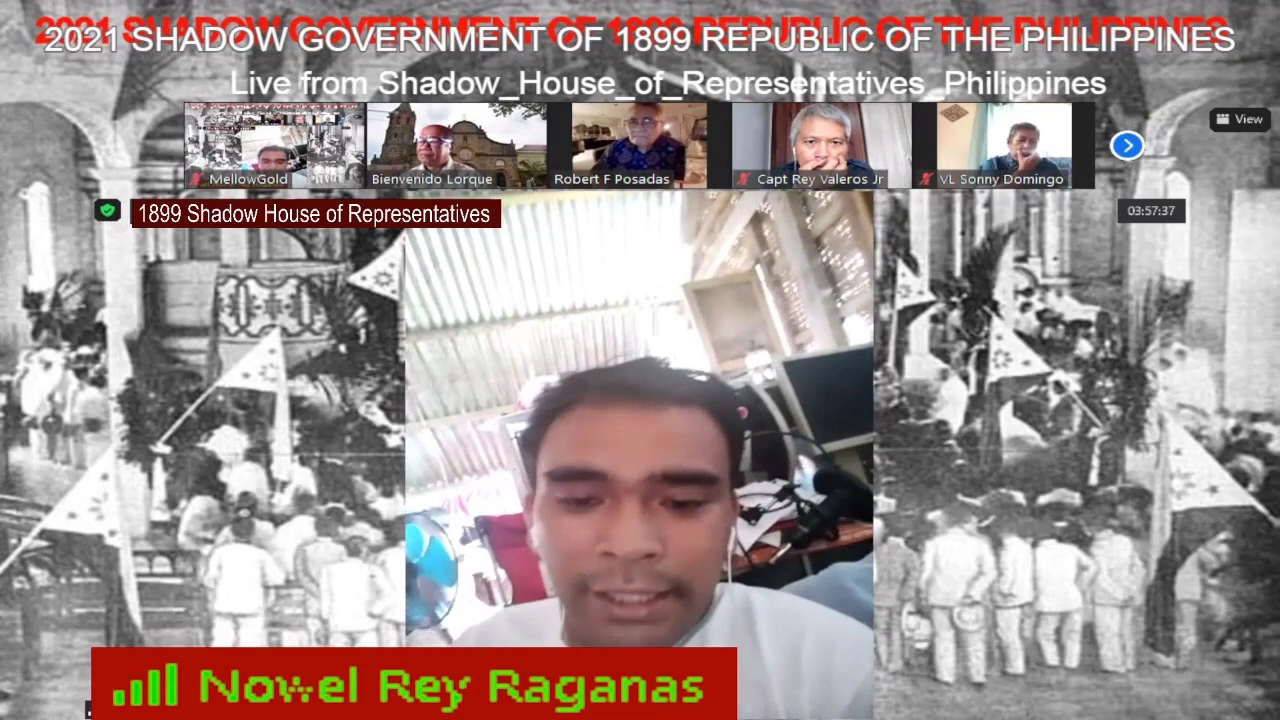 2021 SHADOW GOVERNMENT OF 1899 REPUBLIC OF THE PHILIPPINES
Live from Shadow_House_of_Representatives_Philippines
View
MellowGold
Bienvenido Lorque
Robert F Posadas
Capt Rey Valeros Jr
VL Sonny Domingo
1899 Shadow House of Representatives
03:57:37
Nowel Rey Raganas